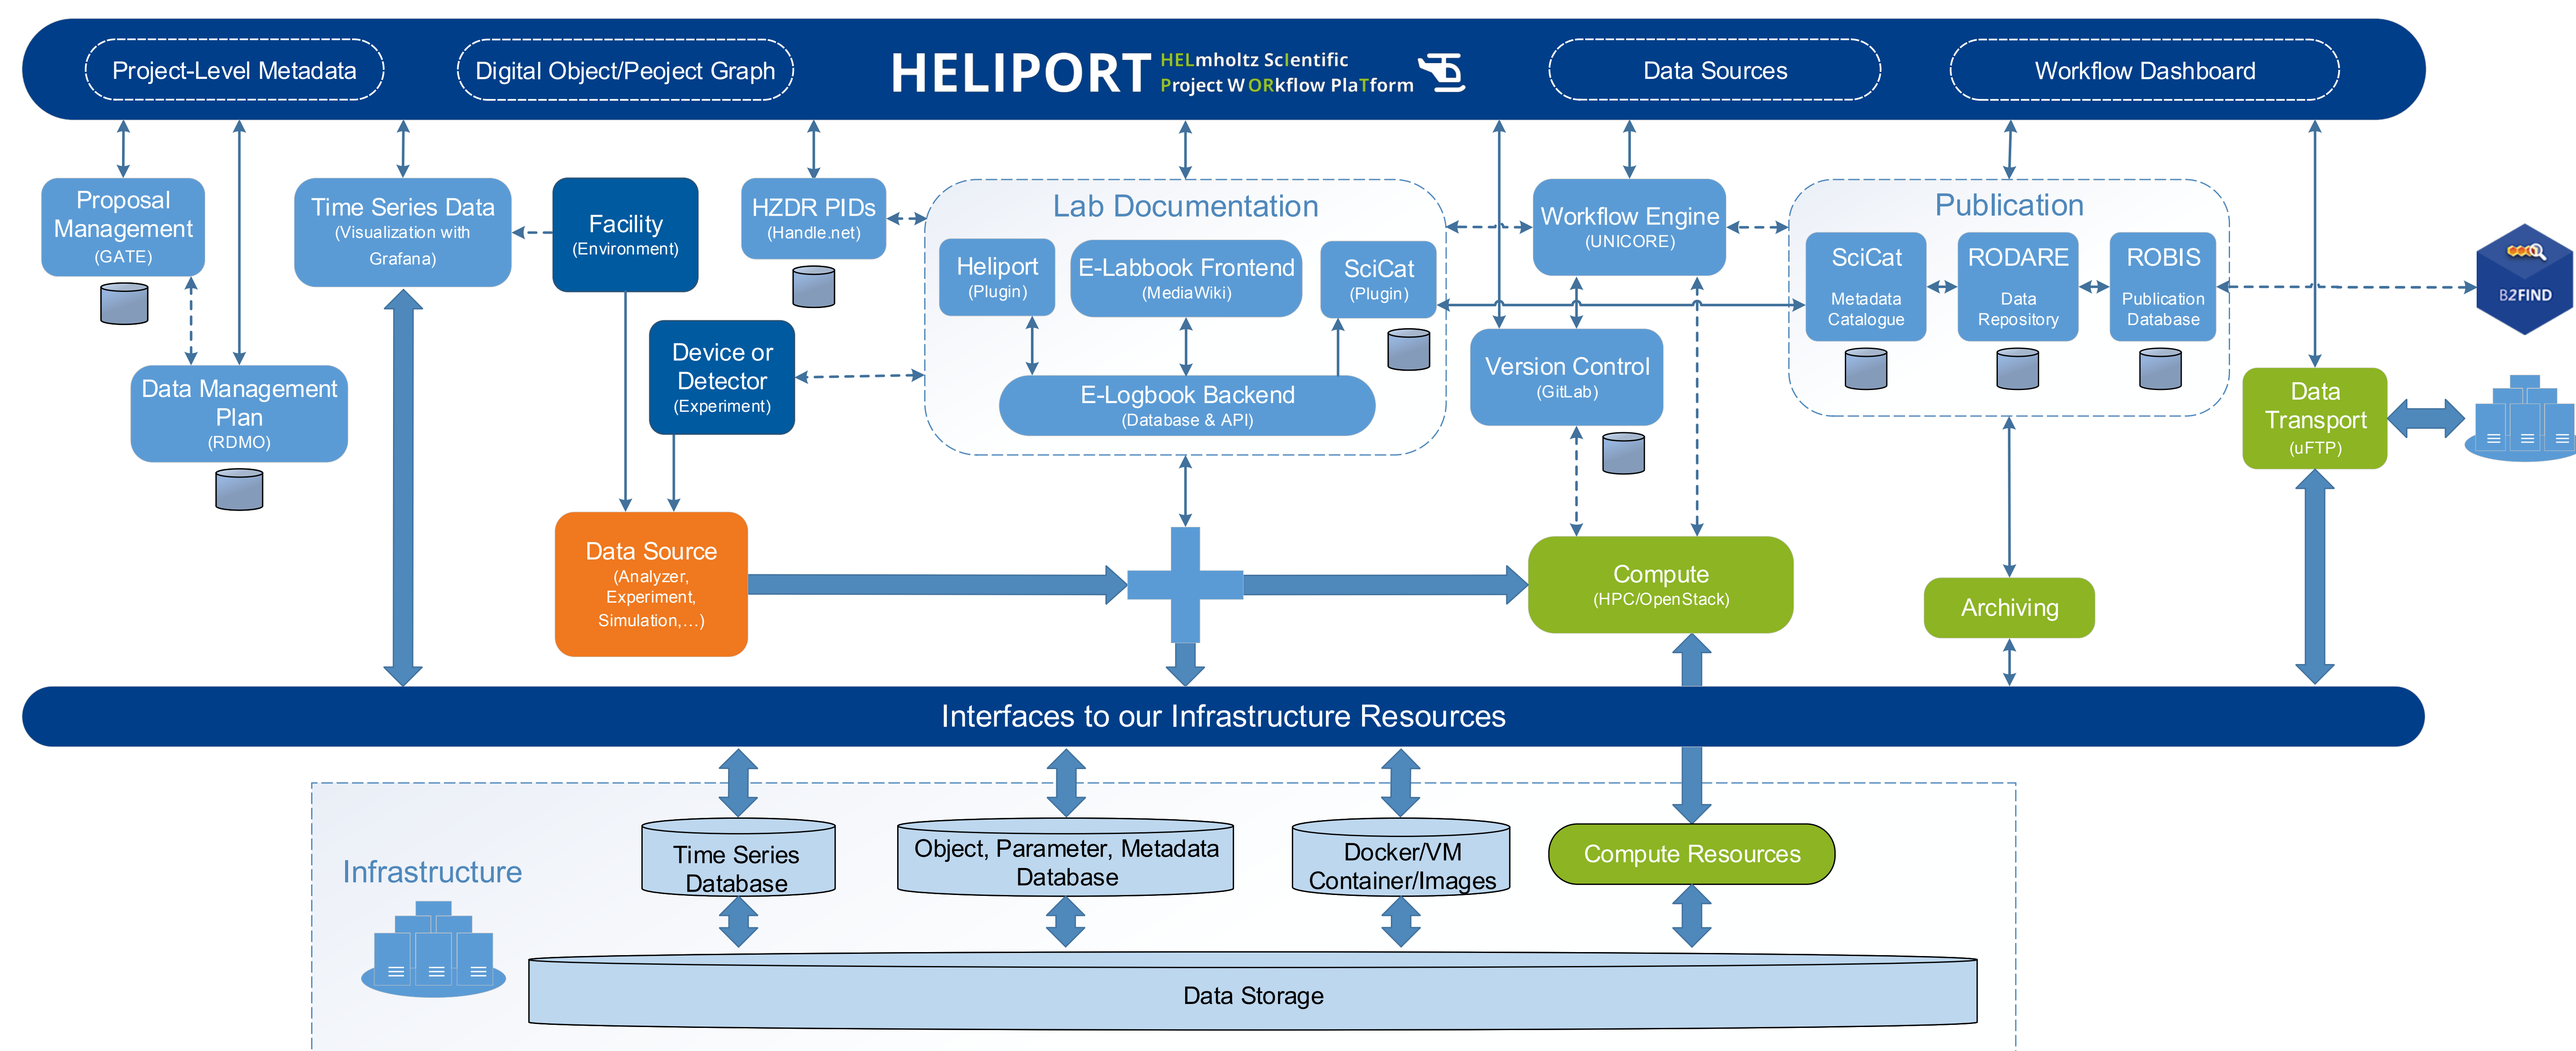 Project-Level Metadata
Digital Object/Peoject Graph
HELIPORT
HELmholtz ScIentific
Project WORkflow PlaTform
Data Sources
Workflow Dashboard
Proposal
Management
(GATE)
Data Management
Plan
(RDMO)
Time Series Data
(Visualization with
Grafana)
Facility
(Environment)
Device or
Detector
(Experiment)
HZDR PIDs
(Handle.net)
Lab Documentation
Heliport
(Plugin)
E-Labbook Frontend
(MediaWiki)
SciCat
(Plugin)
E-Logbook Backend
(Database & API)
Workflow Engine
(UNICORE)
Version Control
(GitLab)
Publication
SciCat
Metadata
Catalogue
RODARE
Data
Repository
ROBIS
Publication
Database
B2FIND
Data
Transport
(uFTP)
Data Source
(Analyzer,
Experiment,
Simulation,...)
Compute
(HPC/OpenStack)
Archiving
Interfaces to our Infrastructure Resources
Infrastructure
Time Series
Database
Object, Parameter, Metadata
Database
Docker/VM
Container/Images
Compute Resources
Data Storage